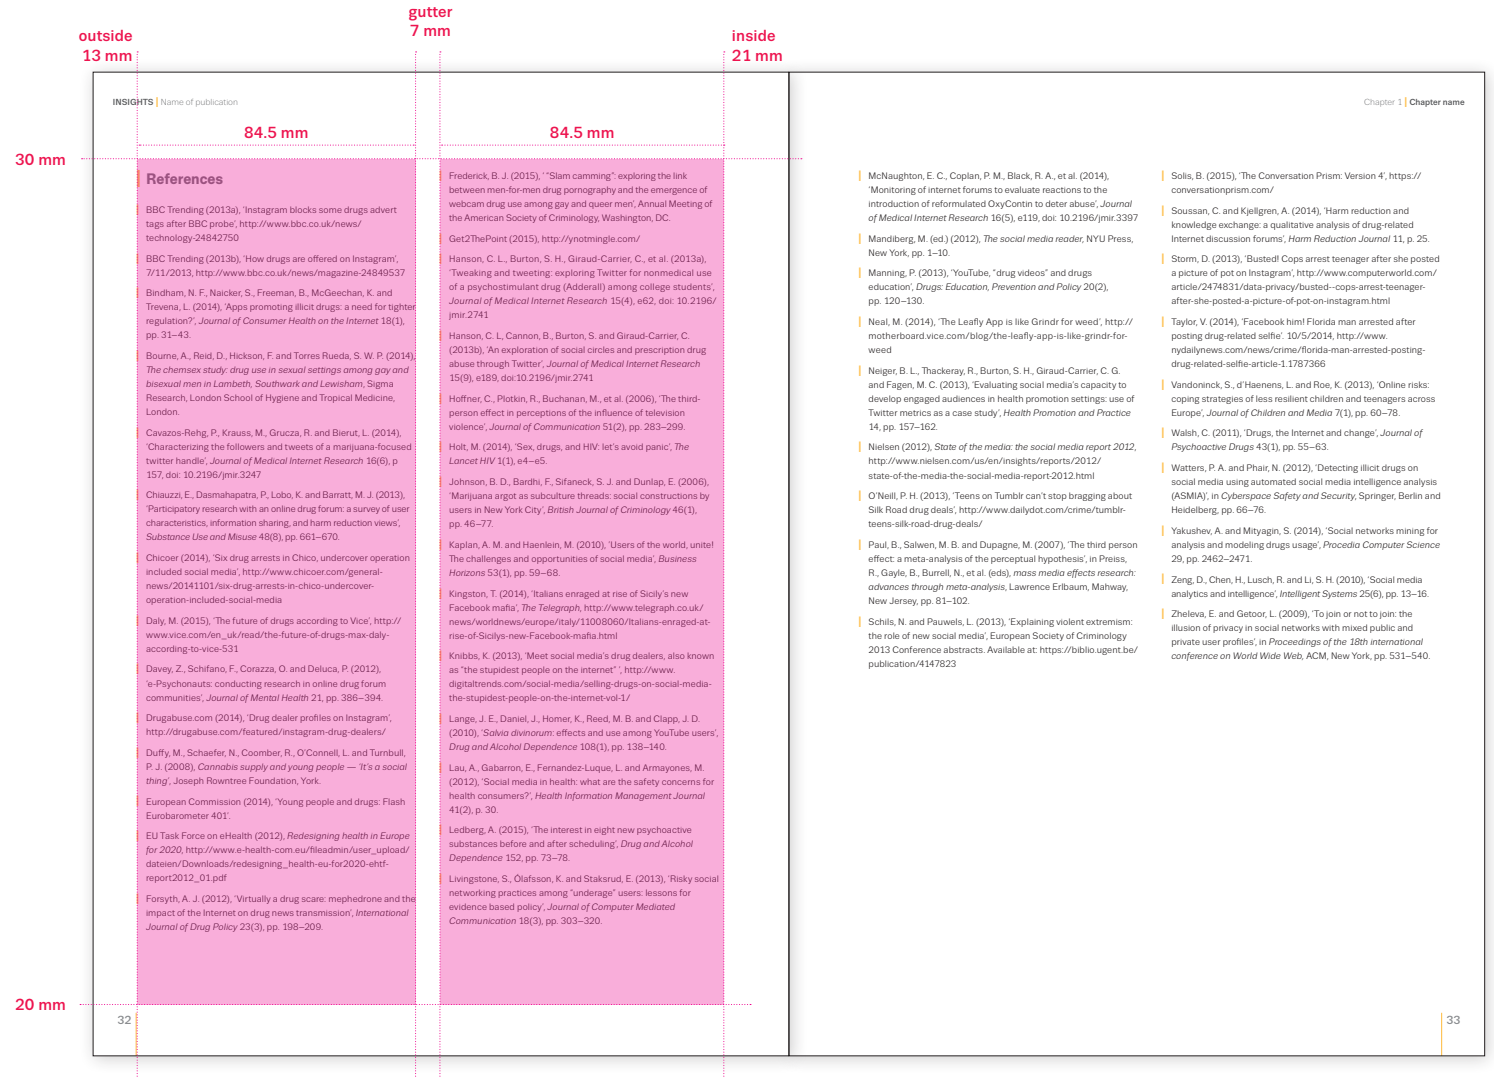 gutter
7 mm
outside
13 mm
inside
21 mm
INSIGHTS | Name of publication
Chapter 1 | Chapter name
84.5 mm
84.5 mm
30 mm
References
BBC Trending (2013a), 'Instagram blocks some drugs advert
tags after BBC probe', http://www.bbc.co.uk/news/
technology-24842750
BBC Trending (2013b), 'How drugs are offered on Instagram',
7/11/2013, http://www.bbc.co.uk/news/magazine-24849537
Bindham, N. F., Naicker, S., Freeman, B., McGeechan, K. and
Trevena, L. (2014), 'Apps promoting illicit drugs: a need for tighter
regulation?', Journal of Consumer Health on the Internet 18(1),
pp. 31–43.
Bourne, A., Reid, D., Hickson, F. and Torres Rueda, S. W. P. (2014),
The chemsex study: drug use in sexual settings among gay and
bisexual men in Lambeth, Southwark and Lewisham, Sigma
Research, London School of Hygiene and Tropical Medicine,
London.
Cavazos-Rehg, P., Krauss, M., Grucza, R. and Bierut, L. (2014),
'Characterizing the followers and tweets of a marijuana-focused
twitter handle', Journal of Medical Internet Research 16(6), p
157, doi: 10.2196/jmir.3247
Chiauzzi, E., Dasmahapatra, P., Lobo, K. and Barratt, M. J. (2013),
'Participatory research with an online drug forum: a survey of user
characteristics, information sharing, and harm reduction views',
Substance Use and Misuse 48(8), pp. 661–670.
Chicoer (2014), 'Six drug arrests in Chico, undercover operation
included social media', http://www.chicoer.com/general-
news/20141101/six-drug-arrests-in-chico-undercover-
operation-included-social-media
Daly, M. (2015), 'The future of drugs according to Vice', http://
www.vice.com/en_uk/read/the-future-of-drugs-max-daly-
according-to-vice-531
Davey, Z., Schifano, F., Corazza, O. and Deluca, P. (2012),
'e-Psychonauts: conducting research in online drug forum
communities', Journal of Mental Health 21, pp. 386–394.
Drugabuse.com (2014), 'Drug dealer profiles on Instagram',
http://drugabuse.com/featured/instagram-drug-dealers/
Duffy, M., Schaefer, N., Coomber, R., O'Connell, L. and Turnbull,
P. J. (2008), Cannabis supply and young people — 'It's a social
thing', Joseph Rowntree Foundation, York.
European Commission (2014), 'Young people and drugs: Flash
Eurobarometer 401'.
EU Task Force on eHealth (2012), Redesigning health in Europe
for 2020, http://www.e-health-com.eu/fileadmin/user_upload/
dateien/Downloads/redesigning_health-eu-for2020-ehtf-
report2012_01.pdf
Forsyth, A. J. (2012), 'Virtually a drug scare: mephedrone and the
impact of the Internet on drug news transmission', International
Journal of Drug Policy 23(3), pp. 198–209.
Frederick, B. J. (2015), ' "Slam camming": exploring the link
between men-for-men drug pornography and the emergence of
webcam drug use among gay and queer men', Annual Meeting of
the American Society of Criminology, Washington, DC.
Get2ThePoint (2015), http://ynotmingle.com/
Hanson, C. L., Burton, S. H., Giraud-Carrier, C., et al. (2013a),
'Tweaking and tweeting: exploring Twitter for nonmedical use
of a psychostimulant drug (Adderall) among college students',
Journal of Medical Internet Research 15(4), e62, doi: 10.2196/
jmir.2741
Hanson, C. L, Cannon, B., Burton, S. and Giraud-Carrier, C.
(2013b), 'An exploration of social circles and prescription drug
abuse through Twitter', Journal of Medical Internet Research
15(9), e189, doi:10.2196/jmir.2741
Hoffner, C., Plotkin, R., Buchanan, M., et al. (2006), 'The third-
person effect in perceptions of the influence of television
violence', Journal of Communication 51(2), pp. 283–299.
Holt, M. (2014), 'Sex, drugs, and HIV: let's avoid panic', The
Lancet HIV 1(1), e4–e5.
Johnson, B. D., Bardhi, F., Sifaneck, S. J. and Dunlap, E. (2006),
'Marijuana argot as subculture threads: social constructions by
users in New York City', British Journal of Criminology 46(1),
pp. 46–77.
Kaplan, A. M. and Haenlein, M. (2010), 'Users of the world, unite!
The challenges and opportunities of social media', Business
Horizons 53(1), pp. 59–68.
Kingston, T. (2014), 'Italians enraged at rise of Sicily's new
Facebook mafia', The Telegraph, http://www.telegraph.co.uk/
news/worldnews/europe/italy/11008060/Italians-enraged-at-
rise-of-Sicilys-new-Facebook-mafia.html
Knibbs, K. (2013), 'Meet social media's drug dealers, also known
as "the stupidest people on the internet" ', http://www.
digitaltrends.com/social-media/selling-drugs-on-social-media-
the-stupidest-people-on-the-internet-vol-1/
Lange, J. E., Daniel, J., Homer, K., Reed, M. B. and Clapp, J. D.
(2010), 'Salvia divinorum: effects and use among YouTube users',
Drug and Alcohol Dependence 108(1), pp. 138–140.
Lau, A., Gabarron, E., Fernandez-Luque, L. and Armayones, M.
(2012), 'Social media in health: what are the safety concerns for
health consumers?', Health Information Management Journal
41(2), p. 30.
Ledberg, A. (2015), 'The interest in eight new psychoactive
substances before and after scheduling', Drug and Alcohol
Dependence 152, pp. 73–78.
Livingstone, S., Ólafsson, K. and Staksrud, E. (2013), 'Risky social
networking practices among "underage" users: lessons for
evidence based policy', Journal of Computer Mediated
Communication 18(3), pp. 303–320.
McNaughton, E. C., Coplan, P. M., Black, R. A., et al. (2014),
'Monitoring of internet forums to evaluate reactions to the
introduction of reformulated OxyContin to deter abuse', Journal
of Medical Internet Research 16(5), e119, doi: 10.2196/jmir.3397
Mandiberg, M. (ed.) (2012), The social media reader, NYU Press,
New York, pp. 1–10.
Manning, P. (2013), 'YouTube, "drug videos" and drugs
education', Drugs: Education, Prevention and Policy 20(2),
pp. 120–130.
Neal, M. (2014), 'The Leafly App is like Grindr for weed', http://
motherboard.vice.com/blog/the-leafly-app-is-like-grindr-for-
weed
Neiger, B. L., Thackeray, R., Burton, S. H., Giraud-Carrier, C. G.
and Fagen, M. C. (2013), 'Evaluating social media's capacity to
develop engaged audiences in health promotion settings: use of
Twitter metrics as a case study', Health Promotion and Practice
14, pp. 157–162.
Nielsen (2012), State of the media: the social media report 2012,
http://www.nielsen.com/us/en/insights/reports/2012/
state-of-the-media-the-social-media-report-2012.html
O'Neill, P. H. (2013), 'Teens on Tumblr can't stop bragging about
Silk Road drug deals', http://www.dailydot.com/crime/tumblr-
teens-silk-road-drug-deals/
Paul, B., Salwen, M. B. and Dupagne, M. (2007), 'The third person
effect: a meta-analysis of the perceptual hypothesis', in Preiss,
R., Gayle, B., Burrell, N., et al. (eds), mass media effects research:
advances through meta-analysis, Lawrence Erlbaum, Mahway,
New Jersey, pp. 81–102.
Schils, N. and Pauwels, L. (2013), 'Explaining violent extremism:
the role of new social media', European Society of Criminology
2013 Conference abstracts. Available at: https://biblio.ugent.be/
publication/4147823
Solis, B. (2015), 'The Conversation Prism: Version 4', https://
conversationprism.com/
Soussan, C. and Kjellgren, A. (2014), 'Harm reduction and
knowledge exchange: a qualitative analysis of drug-related
Internet discussion forums', Harm Reduction Journal 11, p. 25.
Storm, D. (2013), 'Busted! Cops arrest teenager after she posted
a picture of pot on Instagram', http://www.computerworld.com/
article/2474831/data-privacy/busted--cops-arrest-teenager-
after-she-posted-a-picture-of-pot-on-instagram.html
Taylor, V. (2014), 'Facebook him! Florida man arrested after
posting drug-related selfie'. 10/5/2014, http://www.
nydailynews.com/news/crime/florida-man-arrested-posting-
drug-related-selfie-article-1.1787366
Vandoninck, S., d'Haenens, L. and Roe, K. (2013), 'Online risks:
coping strategies of less resilient children and teenagers across
Europe', Journal of Children and Media 7(1), pp. 60–78.
Walsh, C. (2011), 'Drugs, the Internet and change', Journal of
Psychoactive Drugs 43(1), pp. 55–63.
Watters, P. A. and Phair, N. (2012), 'Detecting illicit drugs on
social media using automated social media intelligence analysis
(ASMIA)', in Cyberspace Safety and Security, Springer, Berlin and
Heidelberg, pp. 66–76.
Yakushev, A. and Mityagin, S. (2014), 'Social networks mining for
analysis and modeling drugs usage', Procedia Computer Science
29, pp. 2462–2471.
Zeng, D., Chen, H., Lusch, R. and Li, S. H. (2010), 'Social media
analytics and intelligence', Intelligent Systems 25(6), pp. 13–16.
Zheleva, E. and Getoor, L. (2009), 'To join or not to join: the
illusion of privacy in social networks with mixed public and
private user profiles', in Proceedings of the 18th international
conference on World Wide Web, ACM, New York, pp. 531–540.
20 mm
32
33